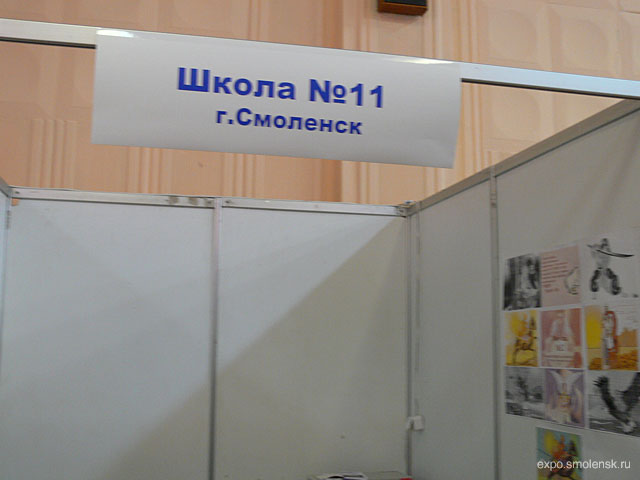 Школа №11
г.Смоленск
expo.smolensk.ru